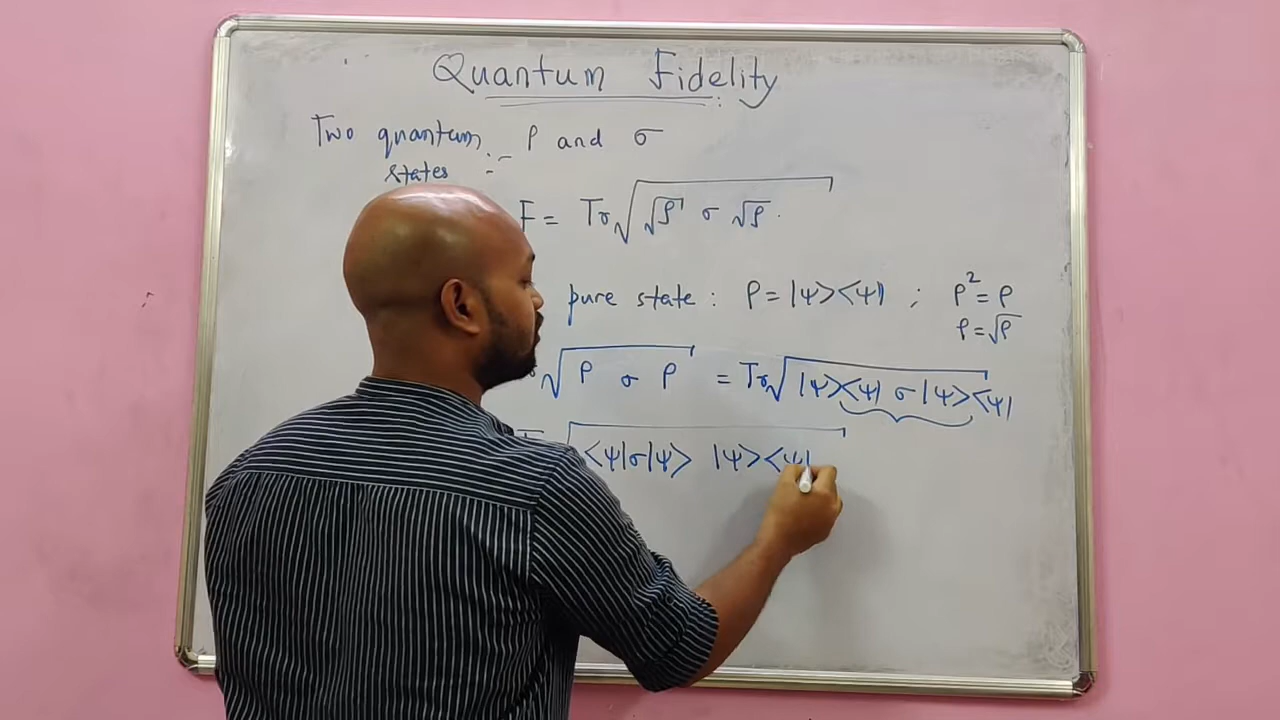 Quantum Fidelity
Two quantum states :- ρ and σ
F = Tr√(√ρ σ √ρ)
pure state : ρ = |ψ><ψ| ; ρ² = ρ
ρ = √ρ
√(ρ σ ρ) = Tr√(|ψ><ψ| σ |ψ><ψ|)
<ψ|σ|ψ> |ψ><ψ|